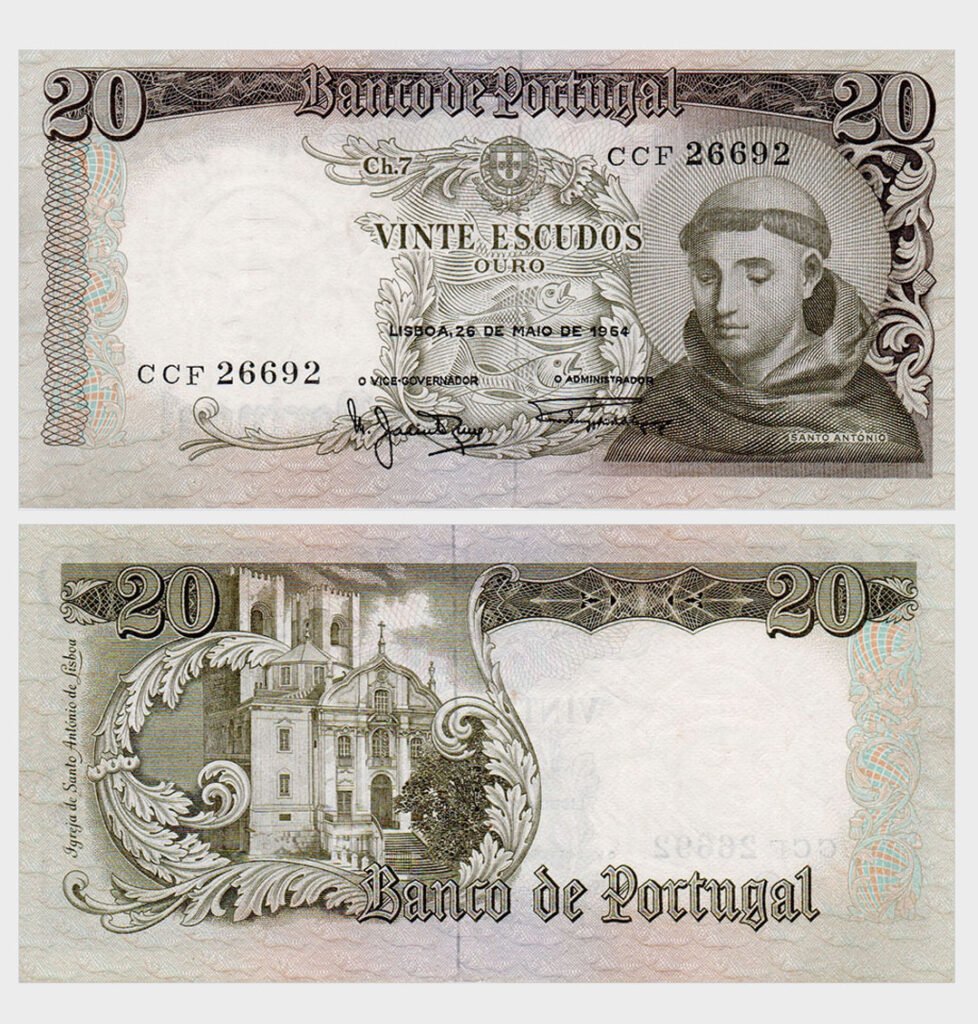 20 Banco de Portugal 20
Ch.7
CCF 26692
VINTE ESCUDOS
OURO
LISBOA, 26 DE MAIO DE 1964
CCF 26692
O VICE-GOVERNADOR O ADMINISTRADOR
SANTO ANTÓNIO
20 20
Igreja de Santo António de Lisboa
Banco de Portugal